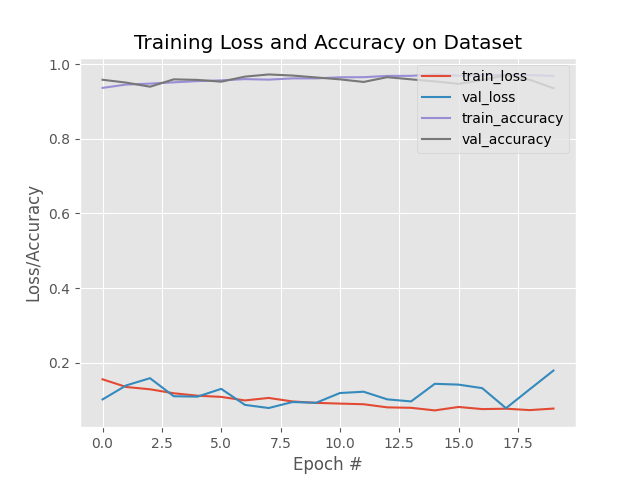 Training Loss and Accuracy on Dataset
1.0
0.8
0.6
0.4
0.2
Loss/Accuracy
train_loss
val_loss
train_accuracy
val_accuracy
0.0 2.5 5.0 7.5 10.0 12.5 15.0 17.5
Epoch #